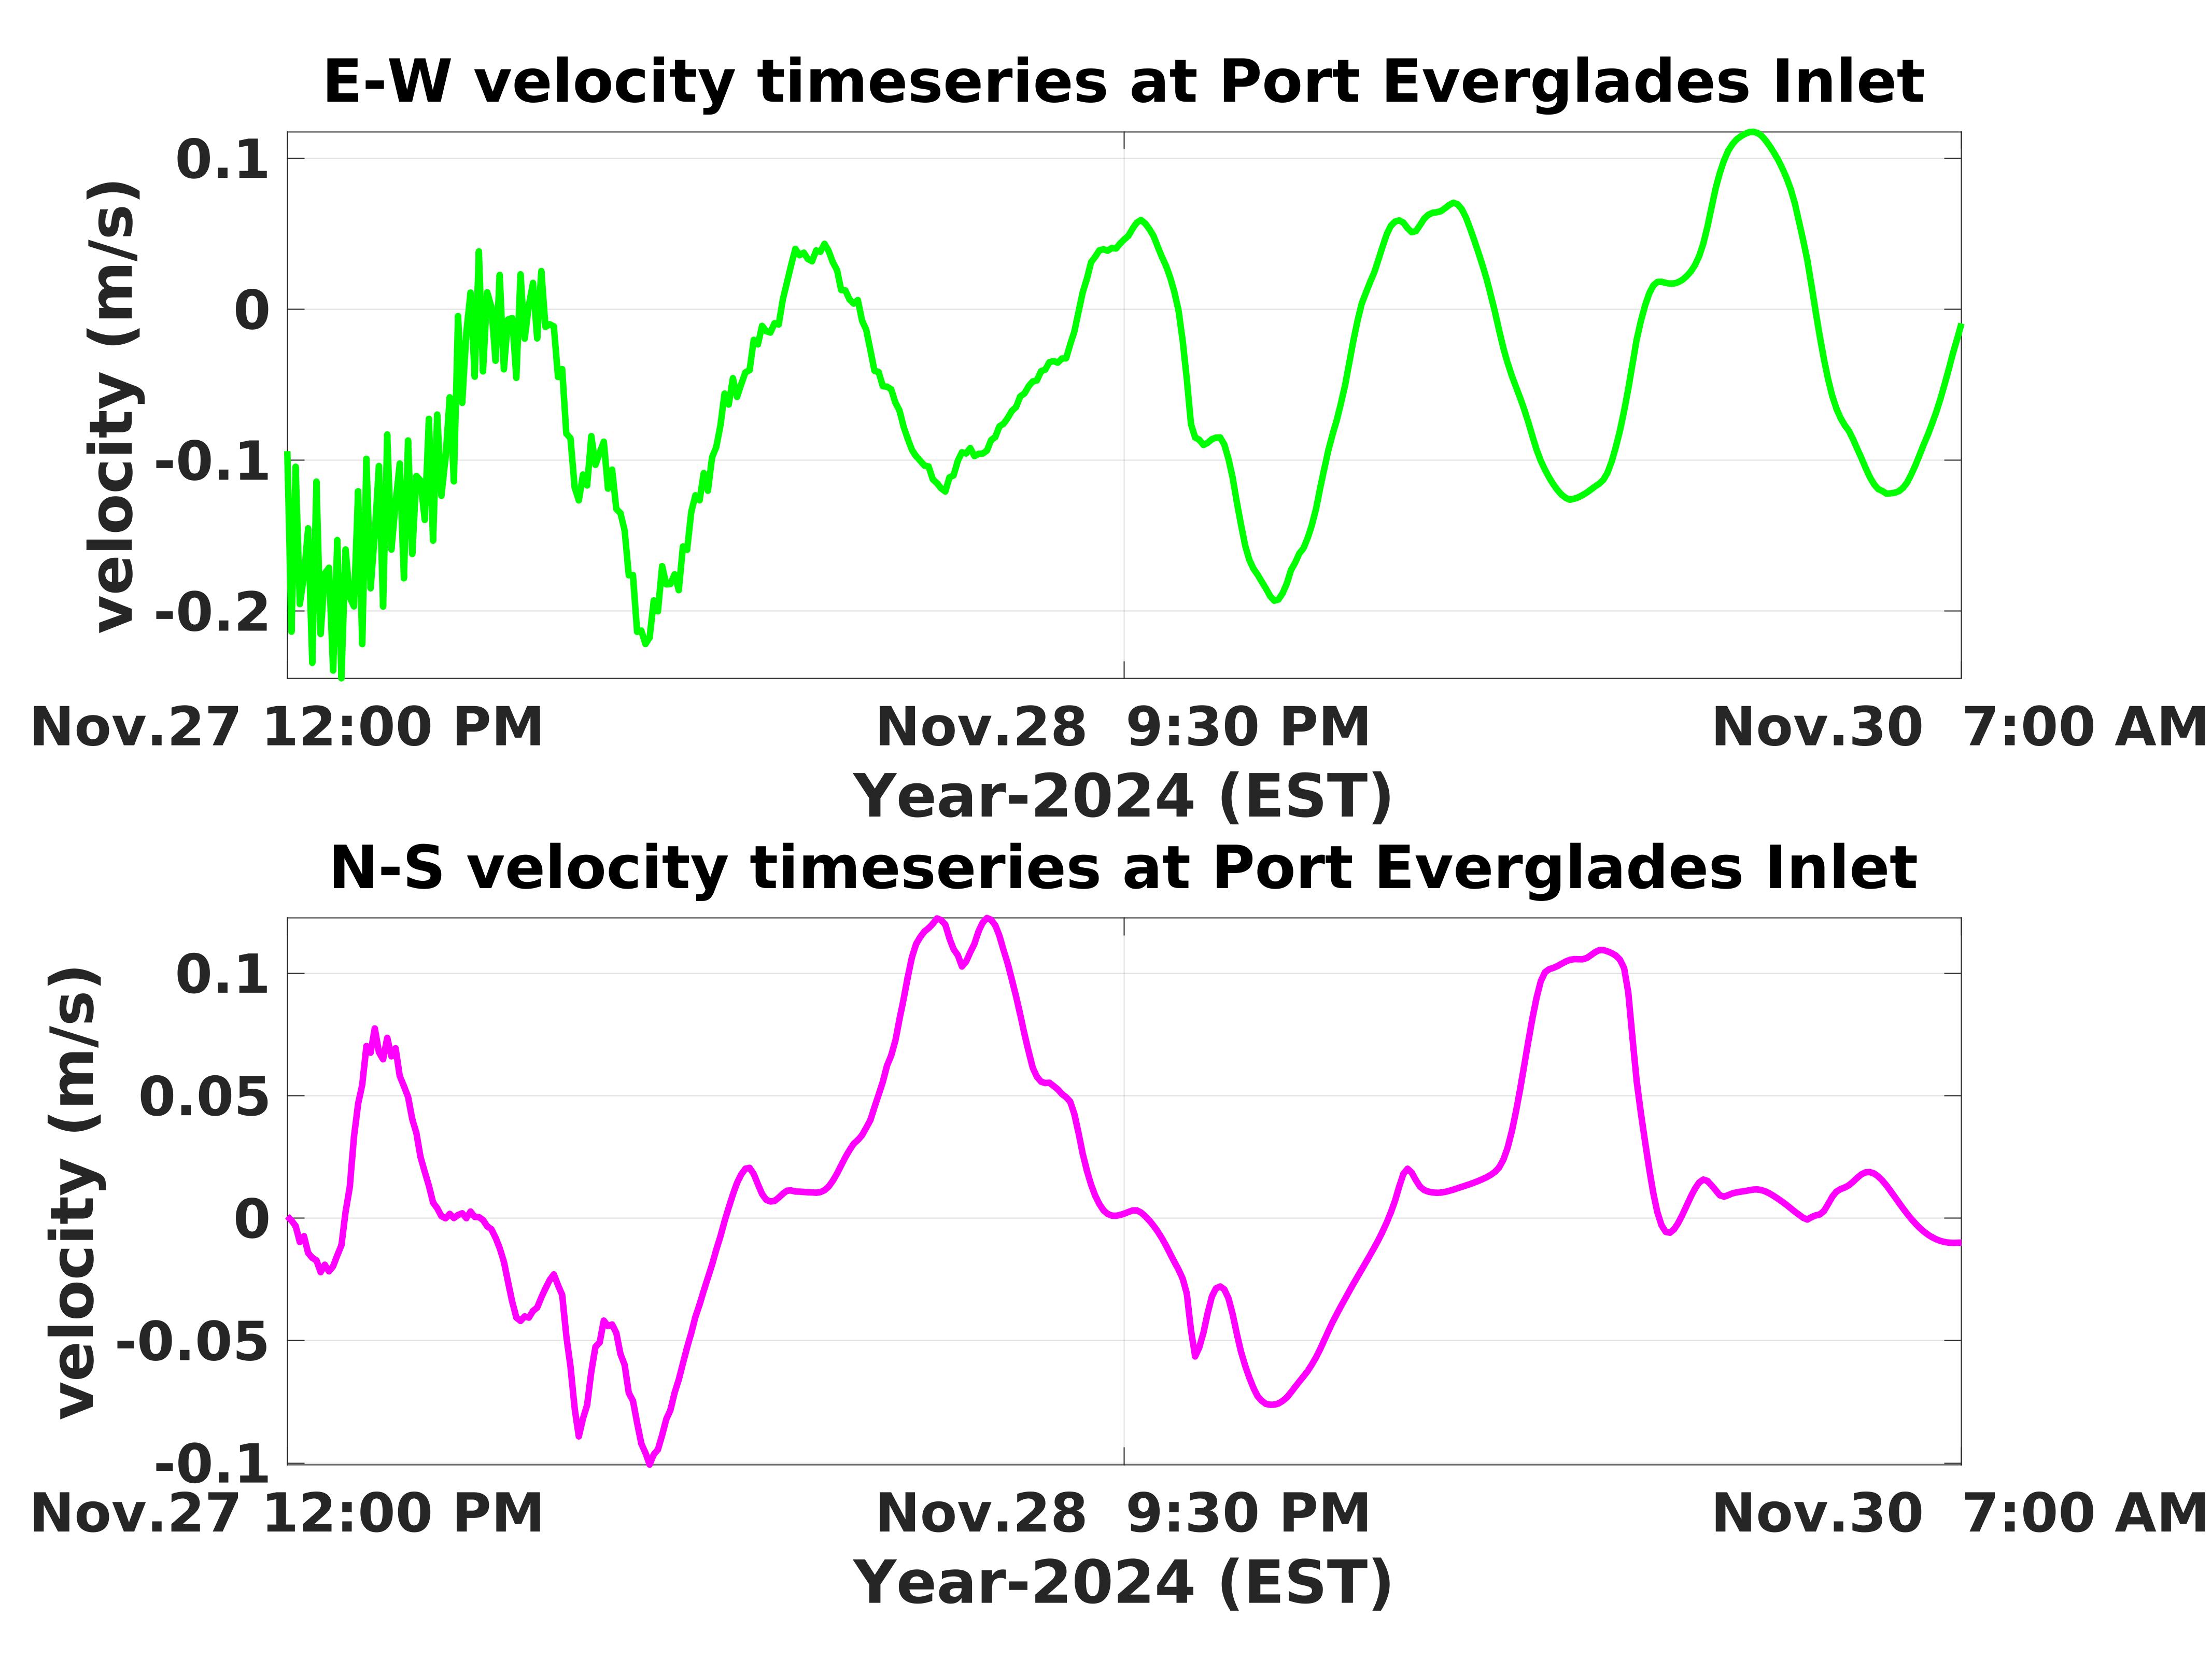 E-W velocity timeseries at Port Everglades Inlet
velocity (m/s)
0.1
0
-0.1
-0.2
Nov.27 12:00 PM Nov.28  9:30 PM Nov.30  7:00 AM
Year-2024 (EST)
N-S velocity timeseries at Port Everglades Inlet
velocity (m/s)
0.1
0.05
0
-0.05
-0.1
Nov.27 12:00 PM Nov.28  9:30 PM Nov.30  7:00 AM
Year-2024 (EST)